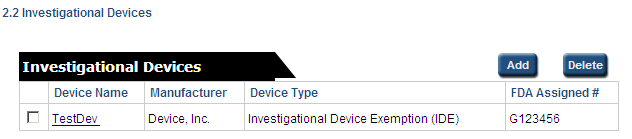 2.2 Investigational Devices
Investigational Devices
Add
Delete
Device Name Manufacturer Device Type FDA Assigned #
TestDev Device, Inc. Investigational Device Exemption (IDE) G123456